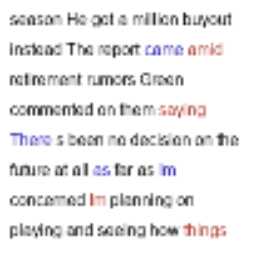 season He got a million buyout
instead The report came amid
retirement rumors Green
commented on them saying
There s been no decision on the
future at all as far as Im
concerned Im planning on
playing and seeing how things